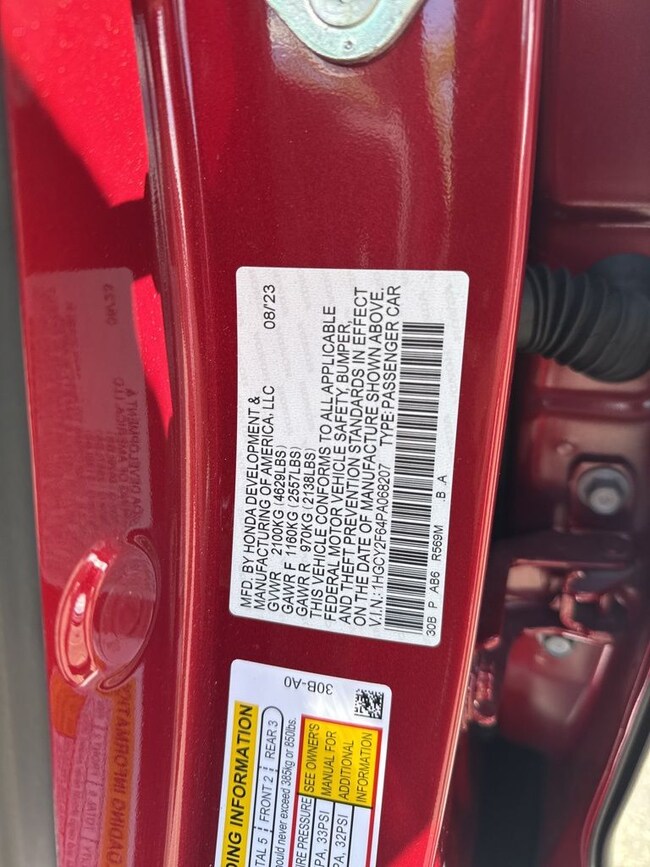 08/'23
MFD. BY HONDA DEVELOPMENT &
MANUFACTURING OF AMERICA, LLC
GVWR 2100KG (4629LBS)
GAWR F 1160KG (2557LBS)
GAWR R 970KG (2138LBS)
THIS VEHICLE CONFORMS TO ALL APPLICABLE
FEDERAL MOTOR VEHICLE SAFETY, BUMPER,
AND THEFT PREVENTION STANDARDS IN EFFECT
ON THE DATE OF MANUFACTURE SHOWN ABOVE.
V.I.N.: 1HGCY2F64PA068207 TYPE: PASSENGER CAR
30B P AB6 R569M B A
30B-A0
ING INFORMATION
TAL 5 FRONT 2 REAR 3
ould never exceed 385kg or 850lbs.
RE PRESSURE SEE OWNER'S
PA, 33PSI MANUAL FOR
ADDITIONAL
PA, 32PSI INFORMATION